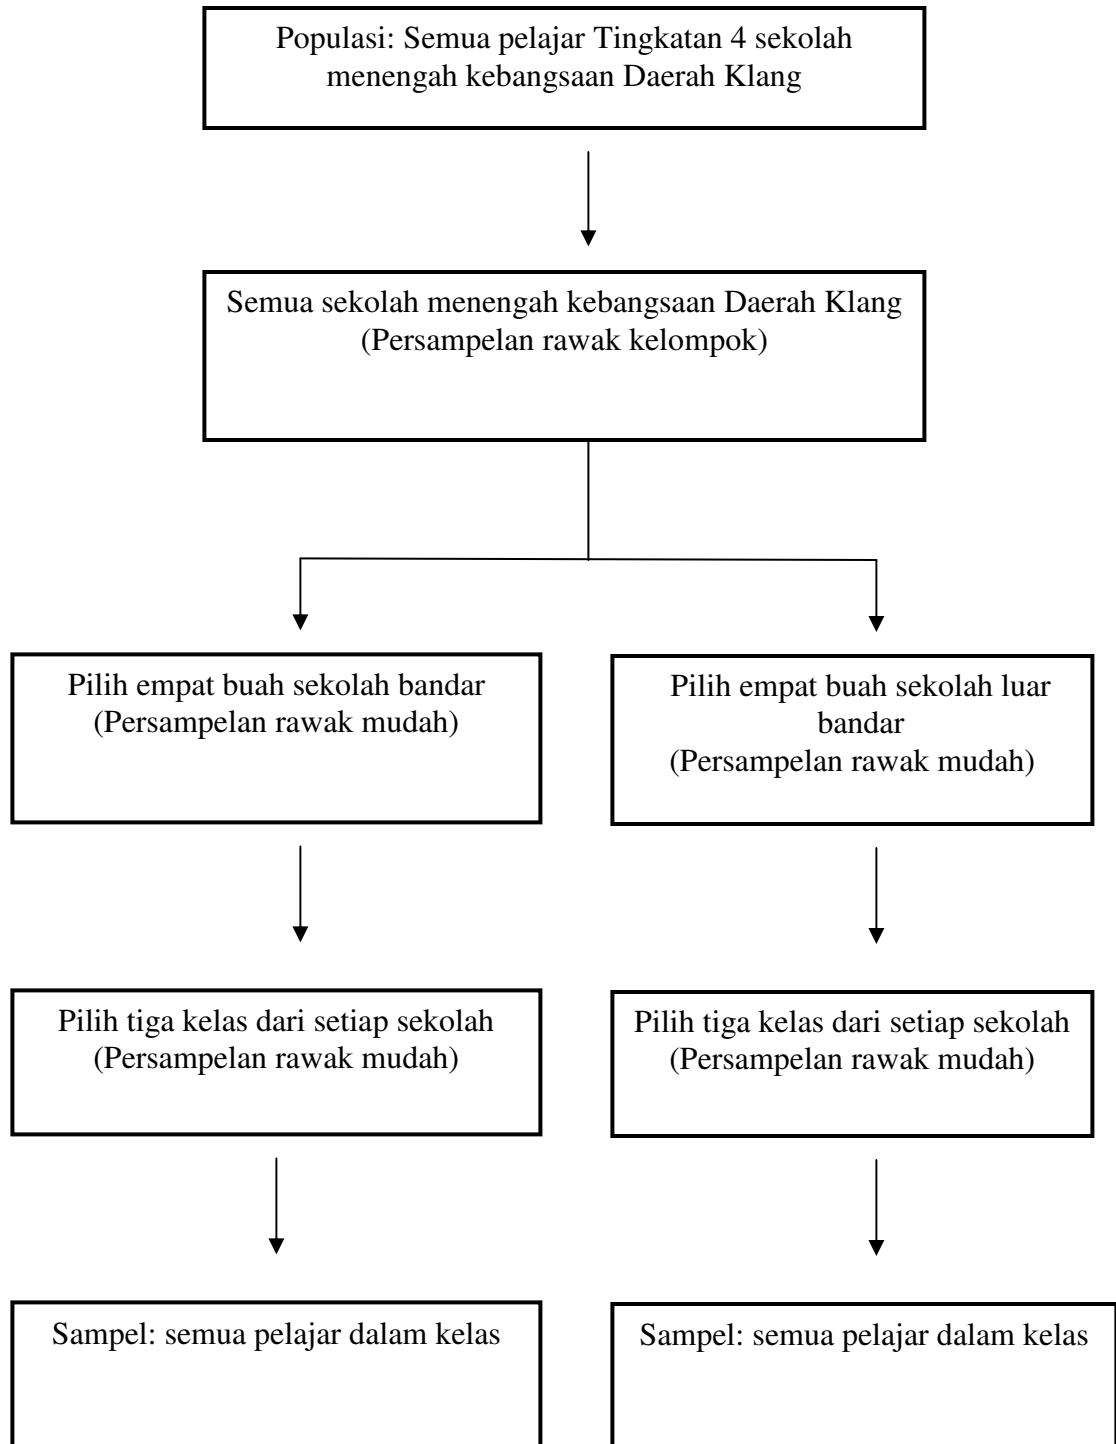 Populasi: Semua pelajar Tingkatan 4 sekolah
menengah kebangsaan Daerah Klang
Semua sekolah menengah kebangsaan Daerah Klang
(Persampelan rawak kelompok)
Pilih empat buah sekolah bandar
(Persampelan rawak mudah)
Pilih empat buah sekolah luar
bandar
(Persampelan rawak mudah)
Pilih tiga kelas dari setiap sekolah
(Persampelan rawak mudah)
Pilih tiga kelas dari setiap sekolah
(Persampelan rawak mudah)
Sampel: semua pelajar dalam kelas
Sampel: semua pelajar dalam kelas